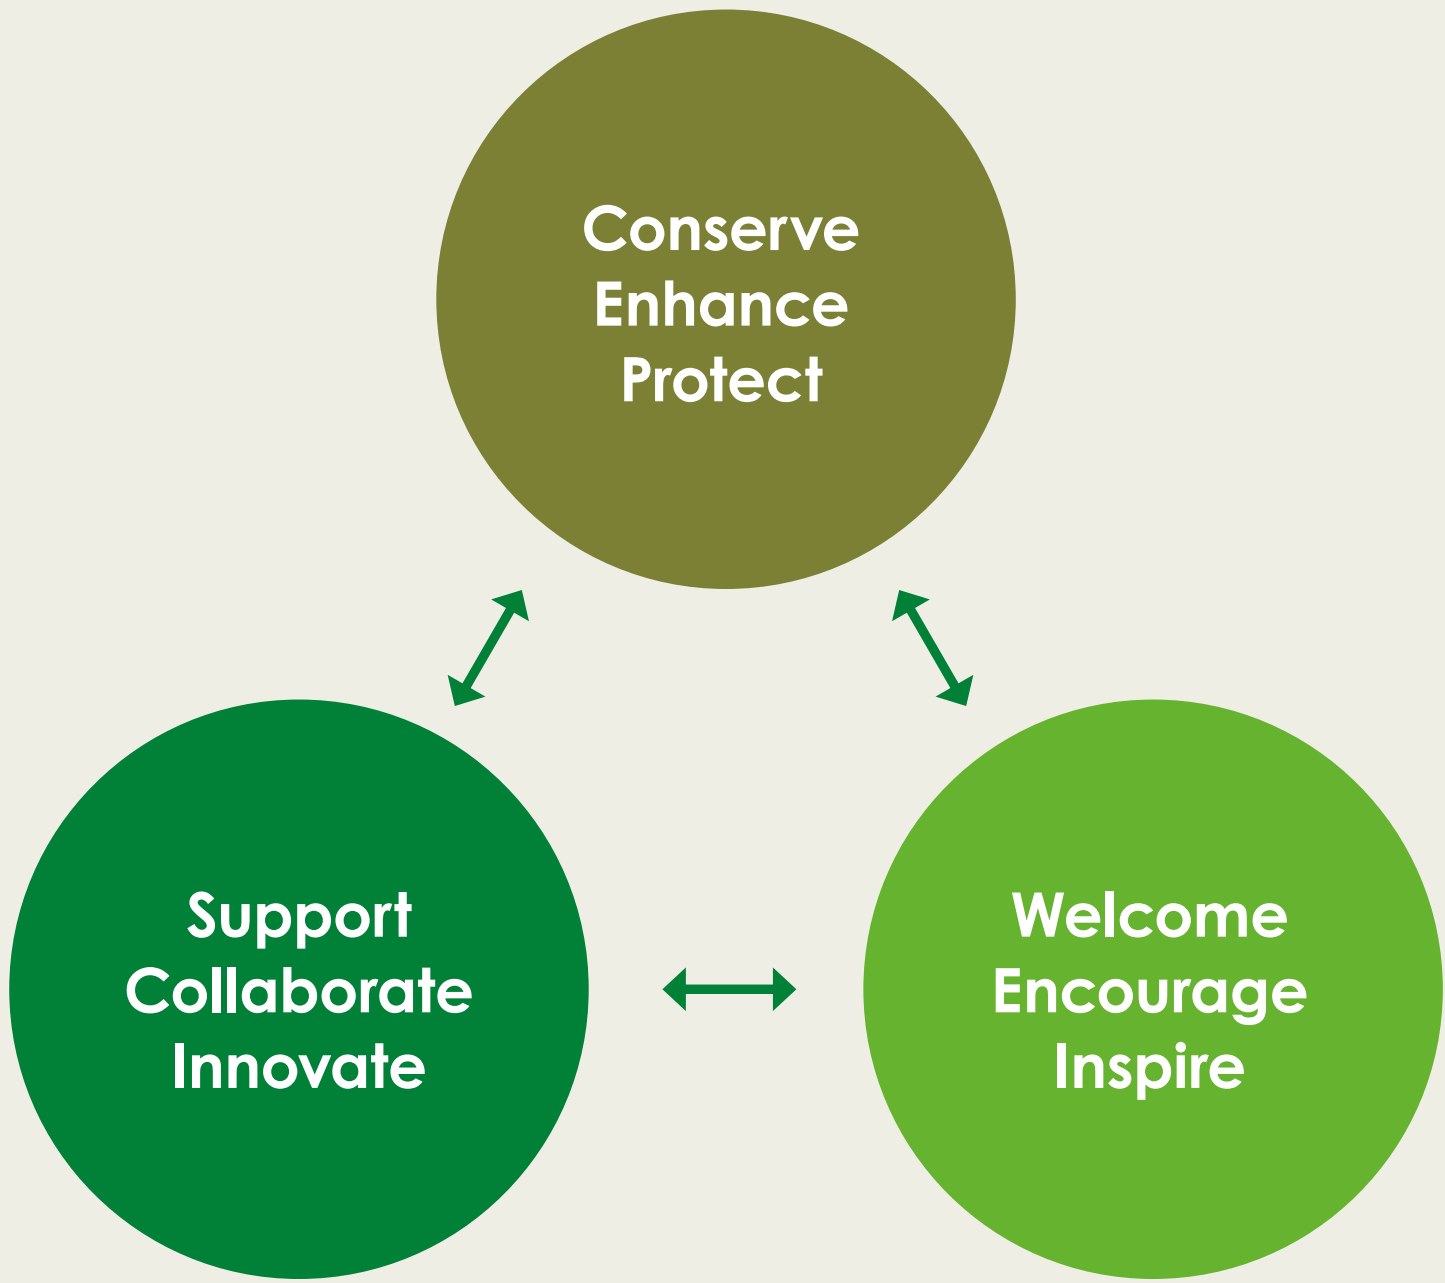 Conserve
Enhance
Protect
Support
Collaborate
Innovate
Welcome
Encourage
Inspire